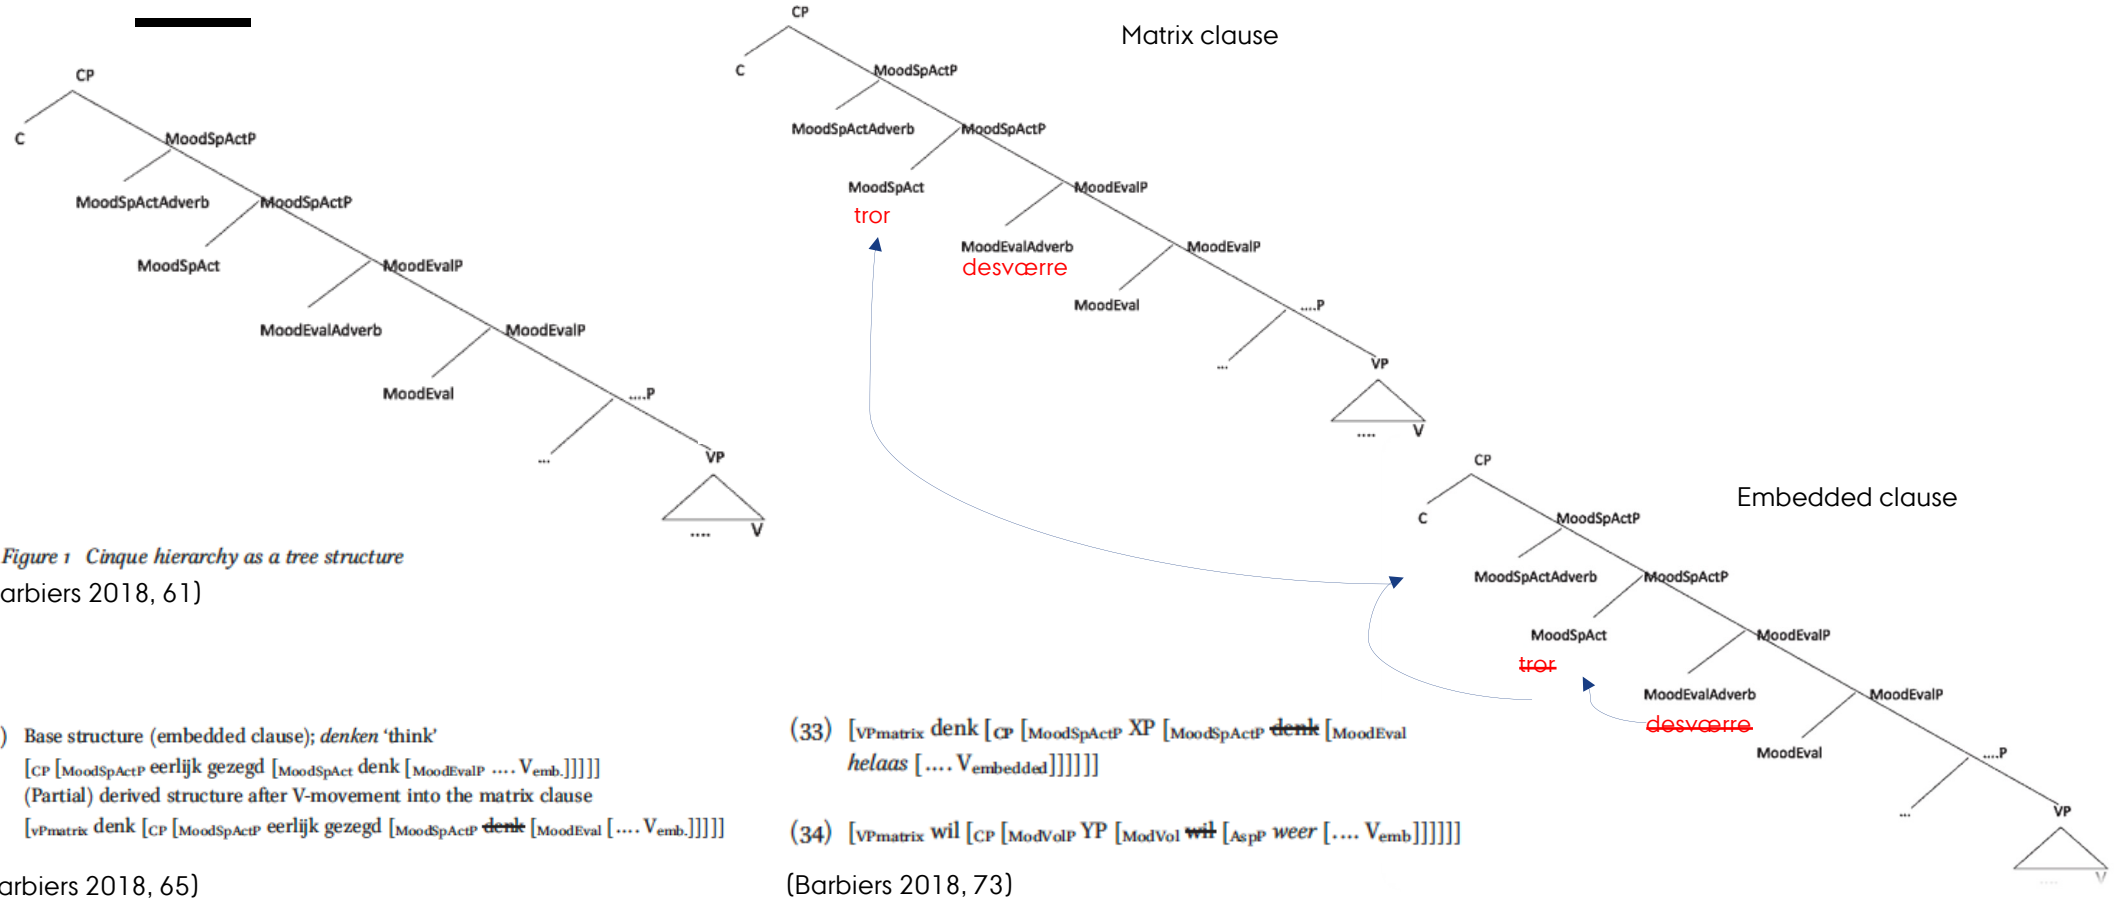 CP
C
MoodSpActP
MoodSpActAdverb
MoodSpActP
MoodSpAct
MoodEvalP
MoodEvalAdverb
MoodEvalP
MoodEval
....P
...
VP
.... V
Figure 1 Cinque hierarchy as a tree structure
arbiers 2018, 61)
Matrix clause
CP
C
MoodSpActP
MoodSpActAdverb
MoodSpActP
MoodSpAct
tror
MoodEvalP
MoodEvalAdverb
desværre
MoodEvalP
MoodEval
....P
...
VP
.... V
Embedded clause
CP
C
MoodSpActP
MoodSpActAdverb
MoodSpActP
MoodSpAct
tror
MoodEvalP
MoodEvalAdverb
desværre
MoodEvalP
MoodEval
....P
...
VP
.... V
) Base structure (embedded clause); denken ‘think’
[CP [MoodSpActP eerlijk gezegd [MoodSpAct denk [MoodEvalP .... Vemb.]]]]]
(Partial) derived structure after V-movement into the matrix clause
[vPmatrix denk [CP [MoodSpActP eerlijk gezegd [MoodSpActP denk [MoodEval [.... Vemb.]]]]]
arbiers 2018, 65)
(33) [VPmatrix denk [CP [MoodSpActP XP [MoodSpActP denk [MoodEval
helaas [.... Vembedded]]]]]]
(34) [VPmatrix wil [CP [ModVolP YP [ModVol wil [AspP weer [.... Vemb]]]]]]
(Barbiers 2018, 73)